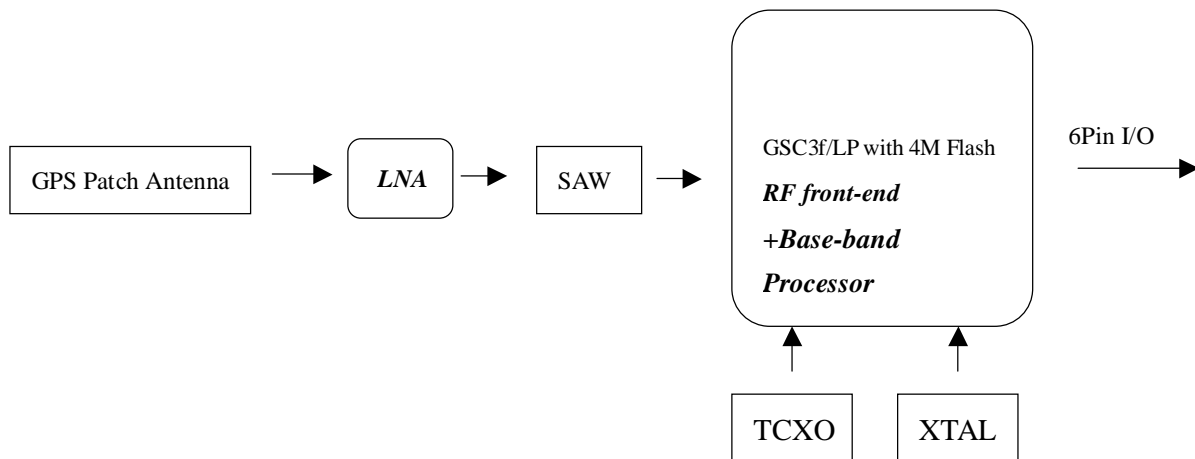 GPS Patch Antenna
LNA
SAW
GSC3f/LP with 4M Flash
RF front-end
+Base-band
Processor
6Pin I/O
TCXO
XTAL